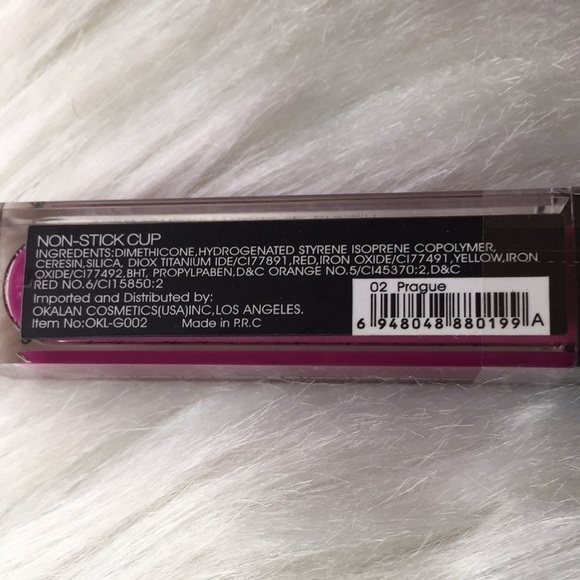 NON-STICK CUP
INGREDIENTS:DIMETHICONE,HYDROGENATED STYRENE ISOPRENE COPOLYMER,
CERESIN,SILICA, DIOX TITANIUM IDE/CI77891,RED,IRON OXIDE/CI77491,YELLOW,IRON
OXIDE/CI77492,BHT, PROPYLPABEN,D&C ORANGE NO.5/CI45370:2,D&C
RED NO.6/CI15850:2
Imported and Distributed by:
OKALAN COSMETICS(USA)INC,LOS ANGELES.
Item No:OKL-G002 Made in P.R.C
02 Prague
6 948048 880199 A